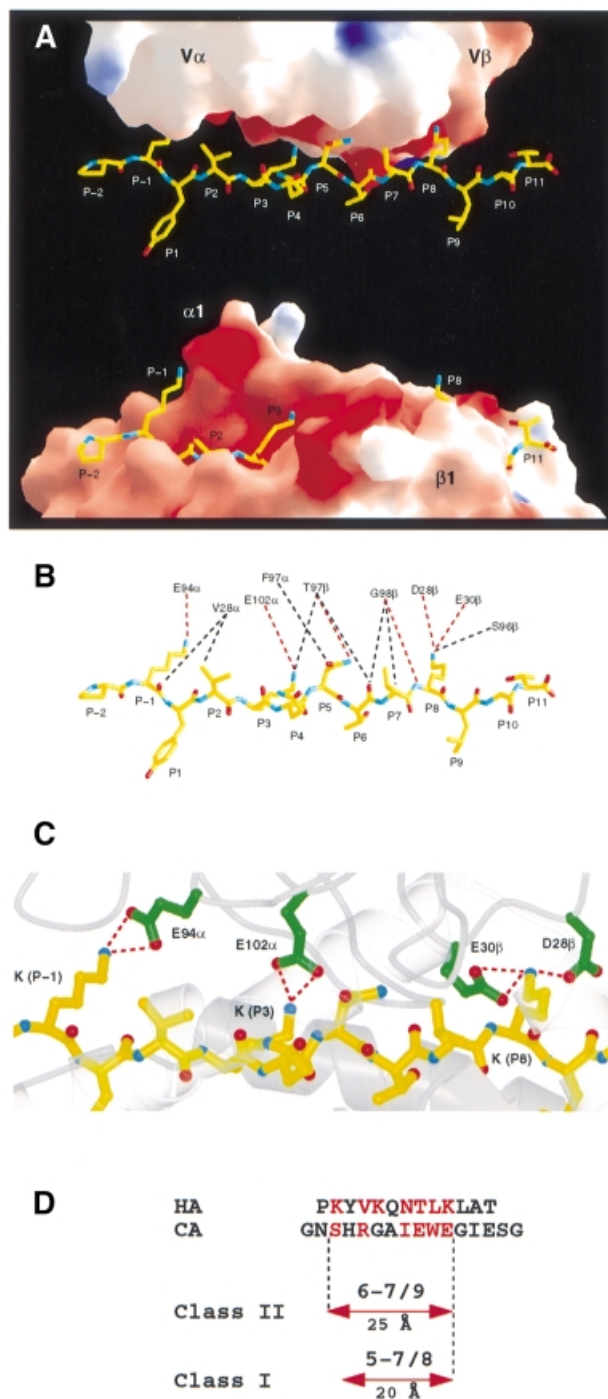 A
Vα Vβ
P-2 P-1 P1 P2 P3 P4 P5 P6 P7 P8 P9 P10 P11
α1
P-1 P8
P-2 P2 P3 β1 P11
B
E94α V28α E102α F97α T97β G98β D28β E30β S96β
P-2 P-1 P1 P2 P3 P4 P5 P6 P7 P8 P9 P10 P11
C
E94α E102α E30β D28β
K (P-1) K (P3) K (P8)
D
HA PKYVKQNTLKLAT
CA GNSHRGAIEWEGIESG
6-7/9
Class II
25 Å
5-7/8
Class I
20 Å